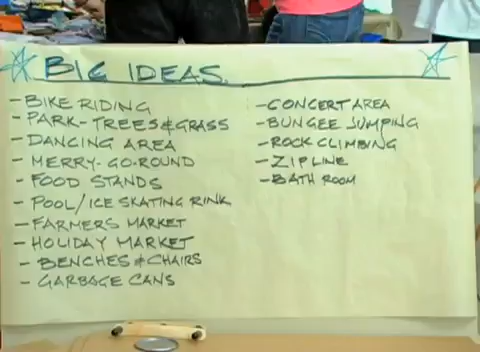 BIG IDEAS
- BIKE RIDING
- PARK - TREES & GRASS
- DANCING AREA
- MERRY-GO-ROUND
- FOOD STANDS
- POOL/ICE SKATING RINK
- FARMERS MARKET
- HOLIDAY MARKET
- BENCHES & CHAIRS
- GARBAGE CANS
- CONCERT AREA
- BUNGEE JUMPING
- ROCK CLIMBING
- ZIPLINE
- BATH ROOM